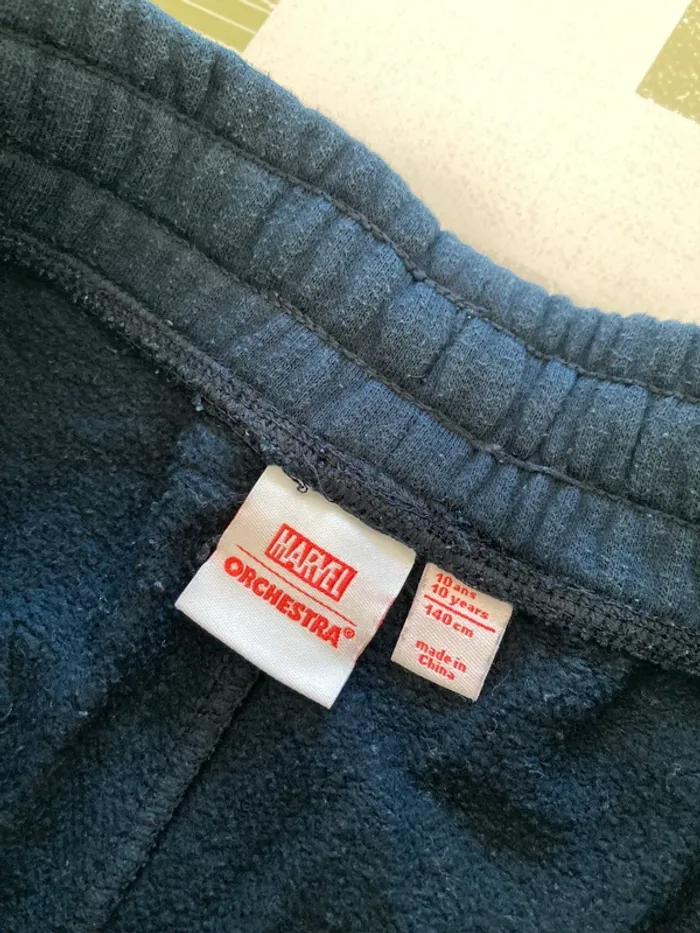 MARVEL
ORCHESTRA®
10 ans
10 years
140 cm
made in
China